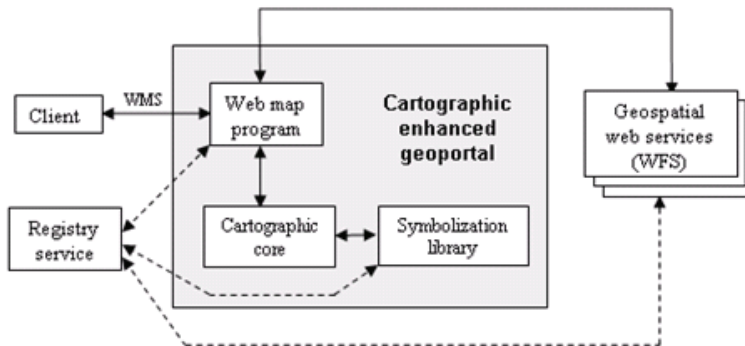 WMS
Client
Web map
program
Cartographic
enhanced
geoportal
Geospatial
web services
(WFS)
Registry
service
Cartographic
core
Symbolization
library